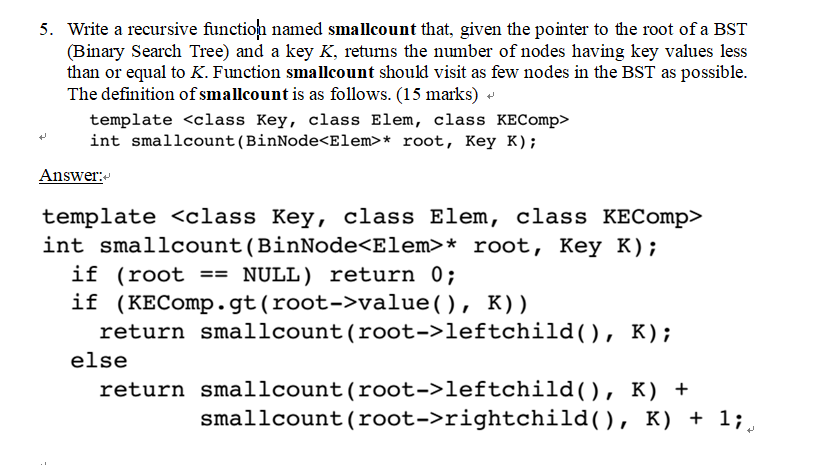 5. Write a recursive function named smallcount that, given the pointer to the root of a BST
(Binary Search Tree) and a key K, returns the number of nodes having key values less
than or equal to K. Function smallcount should visit as few nodes in the BST as possible.
The definition of smallcount is as follows. (15 marks) ↵
template <class Key, class Elem, class KEComp>
↵ int smallcount(BinNode<Elem>* root, Key K);
Answer:↵
template <class Key, class Elem, class KEComp>
int smallcount(BinNode<Elem>* root, Key K);
if (root == NULL) return 0;
if (KEComp.gt(root->value(), K))
return smallcount(root->leftchild(), K);
else
return smallcount(root->leftchild(), K) +
smallcount(root->rightchild(), K) + 1;↵